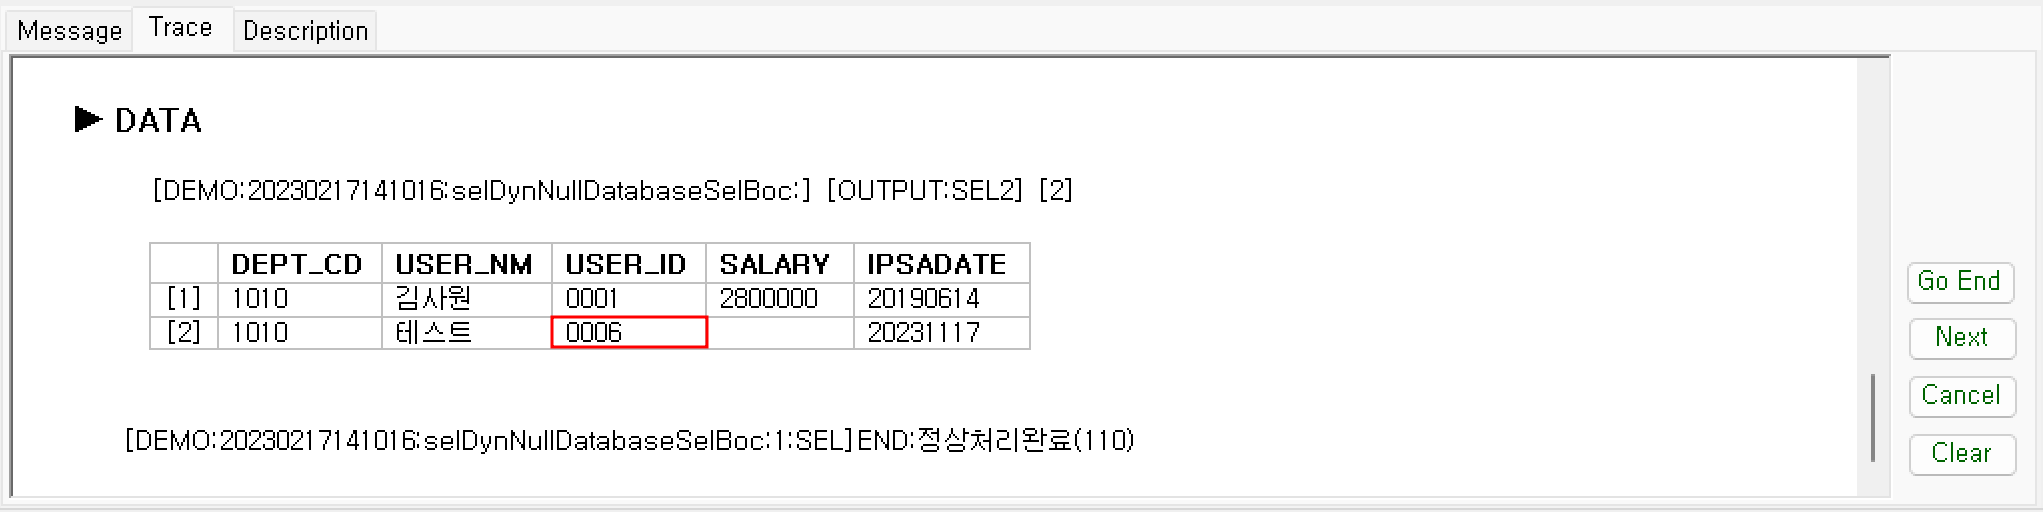 Message Trace Description
▶ DATA
[DEMO:20230217141016:selDynNullDatabaseSelBoc:] [OUTPUT:SEL2] [2]
DEPT_CD USER_NM USER_ID SALARY IPSADATE
[1] 1010 김사원 0001 2800000 20190614
[2] 1010 테스트 0006 20231117
[DEMO:20230217141016:selDynNullDatabaseSelBoc:1:SEL]END:정상처리완료(110)
Go End
Next
Cancel
Clear